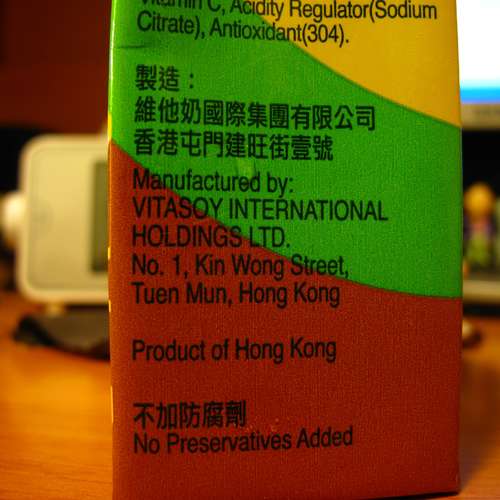 Vitamin C, Acidity Regulator(Sodium
Citrate), Antioxidant(304).
製造：
維他奶國際集團有限公司
香港屯門建旺街壹號
Manufactured by:
VITASOY INTERNATIONAL
HOLDINGS LTD.
No. 1, Kin Wong Street,
Tuen Mun, Hong Kong
Product of Hong Kong
不加防腐劑
No Preservatives Added